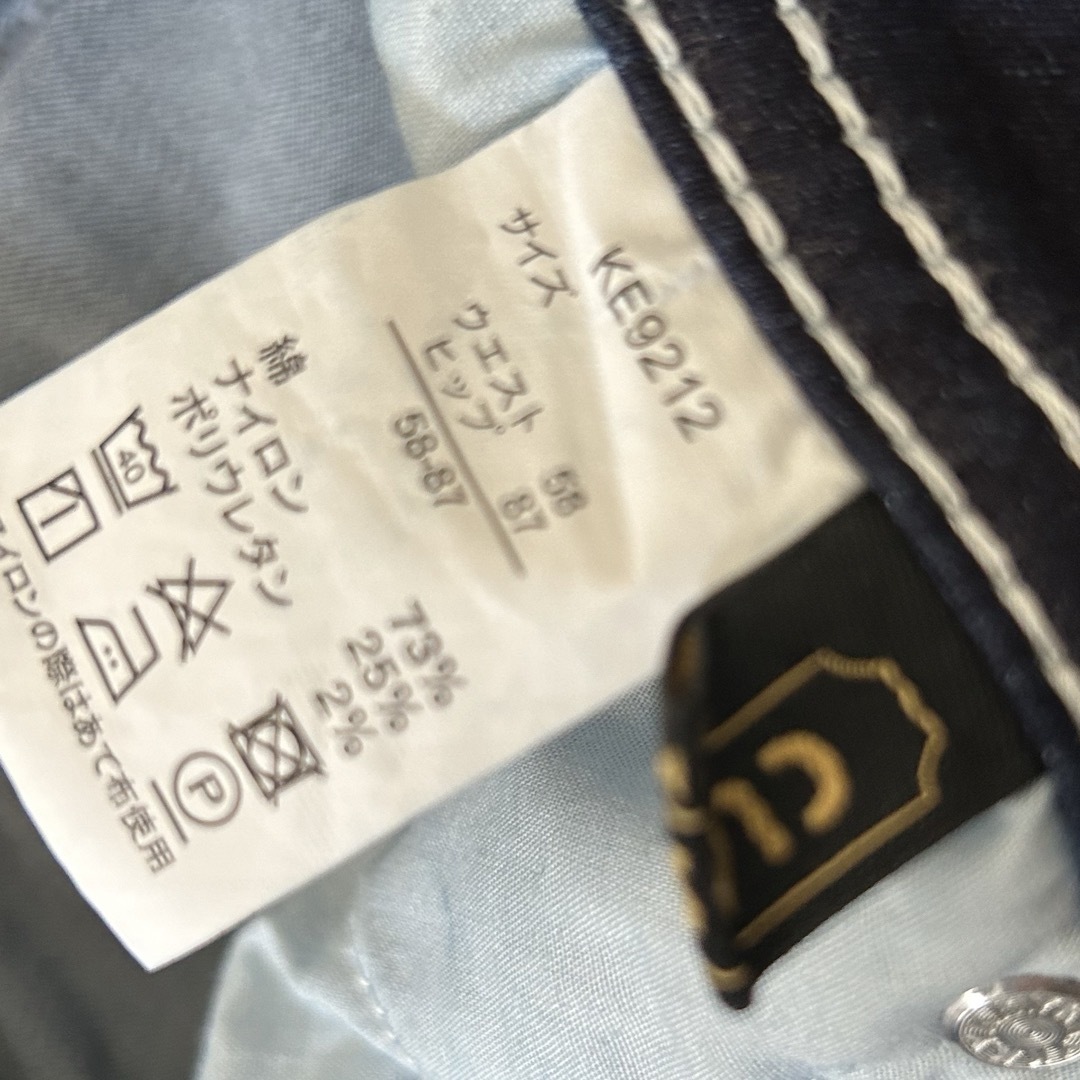 KE9212
サイズ
ウエスト 58
ヒップ 87
58-87
綿 73%
ナイロン 25%
ポリウレタン 2%
40
P
アイロンの際はあて布使用